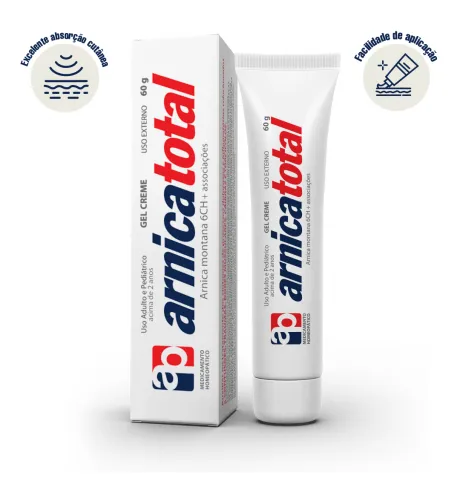 Excelente absorção cutânea
Facilidade de aplicação
Uso Adulto e Pediátrico
acima de 2 anos
GEL CREME
USO EXTERNO
60 g
ap
arnicatotal
Arnica montana 6CH + associações
MEDICAMENTO
HOMEOPÁTICO
Uso Adulto e Pediátrico
acima de 2 anos
GEL CREME
USO EXTERNO
60 g
ap
arnicatotal
Arnica montana 6CH + associações
MEDICAMENTO
HOMEOPÁTICO